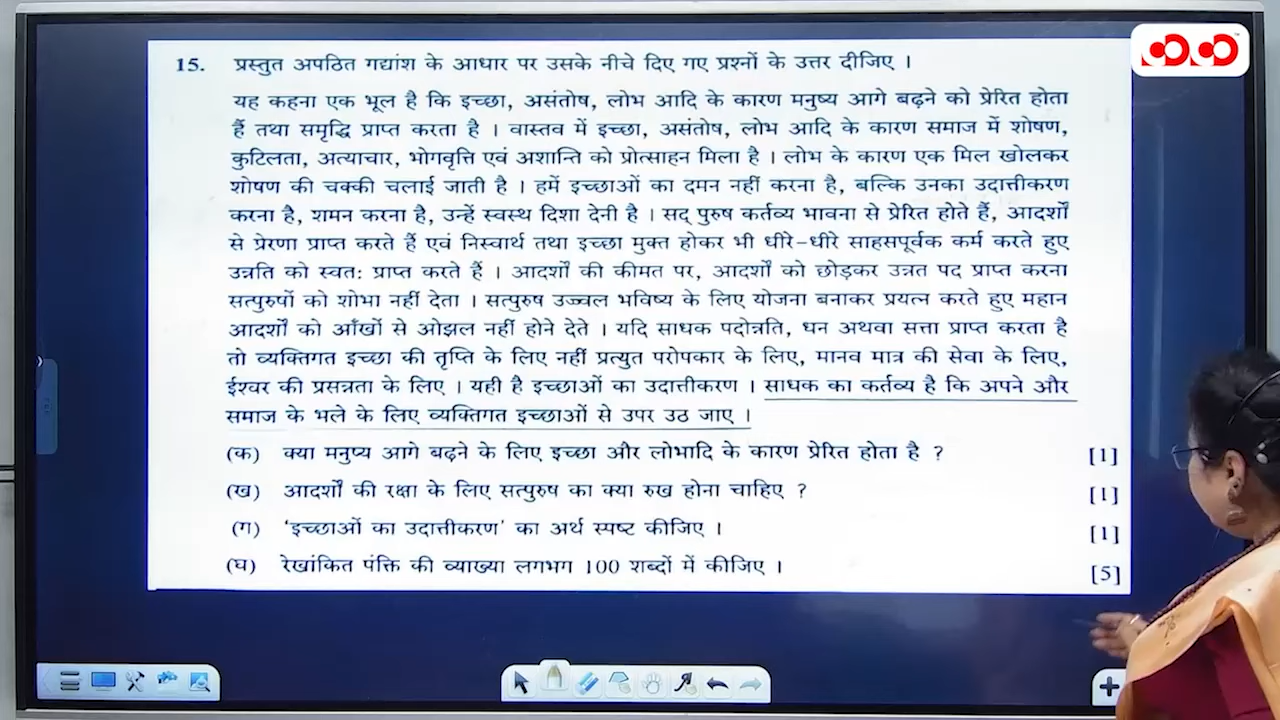 15. प्रस्तुत अपठित गद्यांश के आधार पर उसके नीचे दिए गए प्रश्नों के उत्तर दीजिए ।
यह कहना एक भूल है कि इच्छा, असंतोष, लोभ आदि के कारण मनुष्य आगे बढ़ने को प्रेरित होता
हैं तथा समृद्धि प्राप्त करता है । वास्तव में इच्छा, असंतोष, लोभ आदि के कारण समाज में शोषण,
कुटिलता, अत्याचार, भोगवृत्ति एवं अशान्ति को प्रोत्साहन मिला है । लोभ के कारण एक मिल खोलकर
शोषण की चक्की चलाई जाती है । हमें इच्छाओं का दमन नहीं करना है, बल्कि उनका उदात्तीकरण
करना है, शमन करना है, उन्हें स्वस्थ दिशा देनी है । सद् पुरुष कर्तव्य भावना से प्रेरित होते हैं, आदर्शों
से प्रेरणा प्राप्त करते हैं एवं निस्वार्थ तथा इच्छा मुक्त होकर भी धीरे-धीरे साहसपूर्वक कर्म करते हुए
उन्नति को स्वत: प्राप्त करते हैं । आदर्शों की कीमत पर, आदर्शों को छोड़कर उन्नत पद प्राप्त करना
सत्पुरुषों को शोभा नहीं देता । सत्पुरुष उज्वल भविष्य के लिए योजना बनाकर प्रयत्न करते हुए महान
आदर्शों को आँखों से ओझल नहीं होने देते । यदि साधक पदोन्नति, धन अथवा सत्ता प्राप्त करता है
तो व्यक्तिगत इच्छा की तृप्ति के लिए नहीं प्रत्युत परोपकार के लिए, मानव मात्र की सेवा के लिए,
ईश्वर की प्रसन्नता के लिए । यही है इच्छाओं का उदात्तीकरण । साधक का कर्तव्य है कि अपने और
समाज के भले के लिए व्यक्तिगत इच्छाओं से उपर उठ जाए ।
(क) क्या मनुष्य आगे बढ़ने के लिए इच्छा और लोभादि के कारण प्रेरित होता है ? [1]
(ख) आदर्शों की रक्षा के लिए सत्पुरुष का क्या रुख होना चाहिए ? [1]
(ग) 'इच्छाओं का उदात्तीकरण' का अर्थ स्पष्ट कीजिए । [1]
(घ) रेखांकित पंक्ति की व्याख्या लगभग 100 शब्दों में कीजिए । [5]